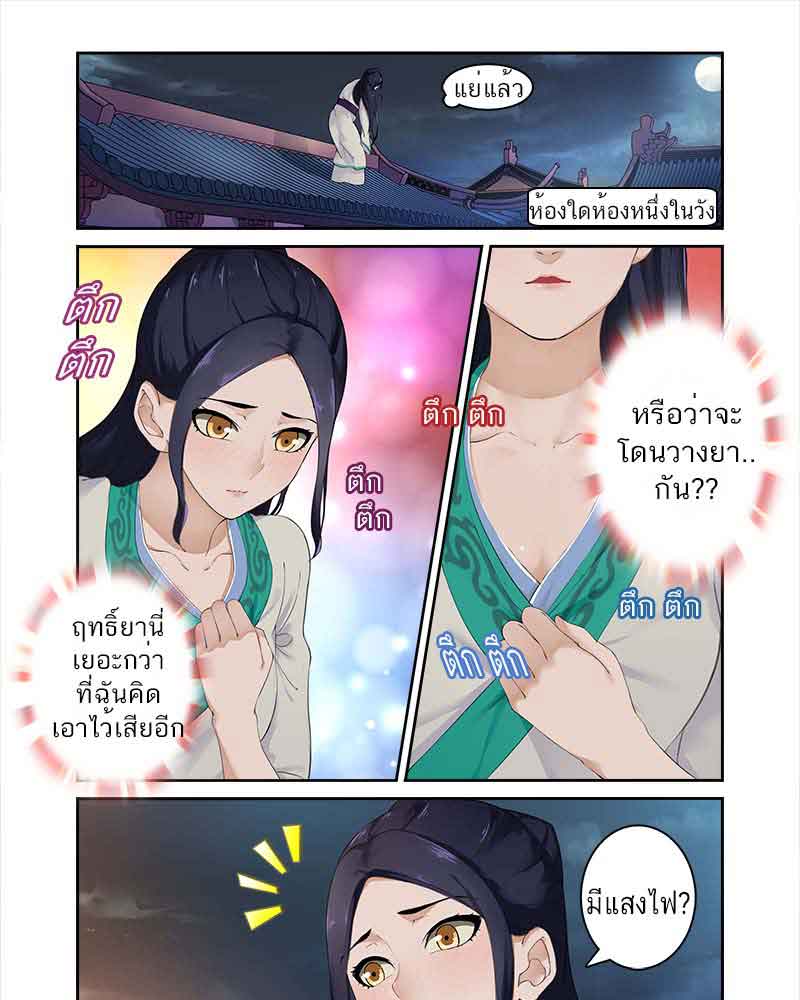 แย่แล้ว
ห้องใดห้องหนึ่งในวัง
ตึก
ตึก
ตึก
ตึก
ฤทธิ์ยานี่
เยอะกว่า
ที่ฉันคิด
เอาไว้เสียอีก
ตึก ตึก
หรือว่าจะ
โดนวางยา..
กัน??
ตึก ตึก
ตึก ตึก
มีแสงไฟ?